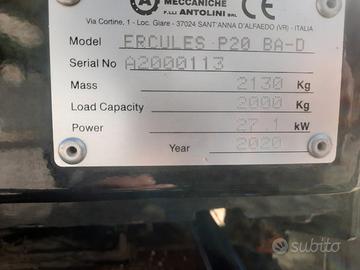 MECCANICHE
F.LLI ANTOLINI SRL
Via Cortine, 1 - Loc. Giare - 37024 SANT'ANNA D'ALFAEDO (VR) - ITALIA
Model ERCULES P20 BA-D
Serial No A2000113
Mass 2130 Kg
Load Capacity 2000 Kg
Power 27.1 kW
Year 2020
subito